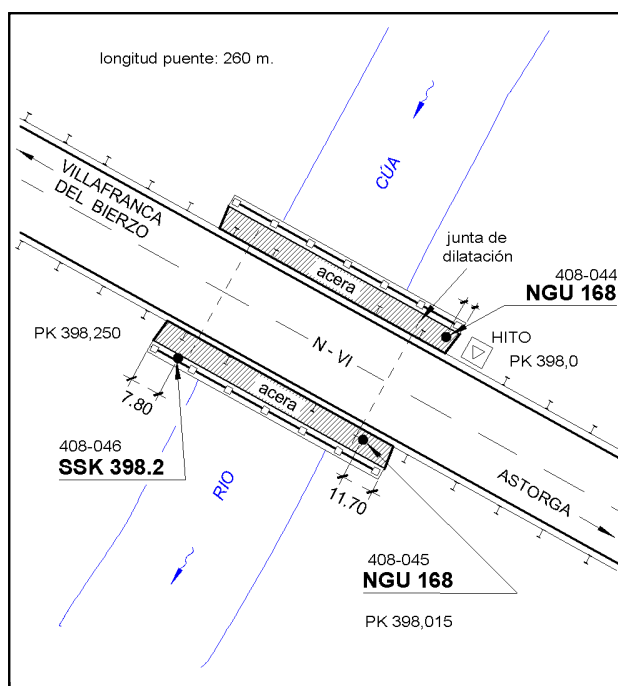 longitud puente: 260 m.
CÚA
VILLAFRANCA
DEL BIERZO
junta de
dilatación
acera
408-044
NGU 168
HITO
PK 398,0
PK 398,250
N - VI
7.80
acera
408-046
SSK 398.2
RIO
11.70
ASTORGA
408-045
NGU 168
PK 398,015